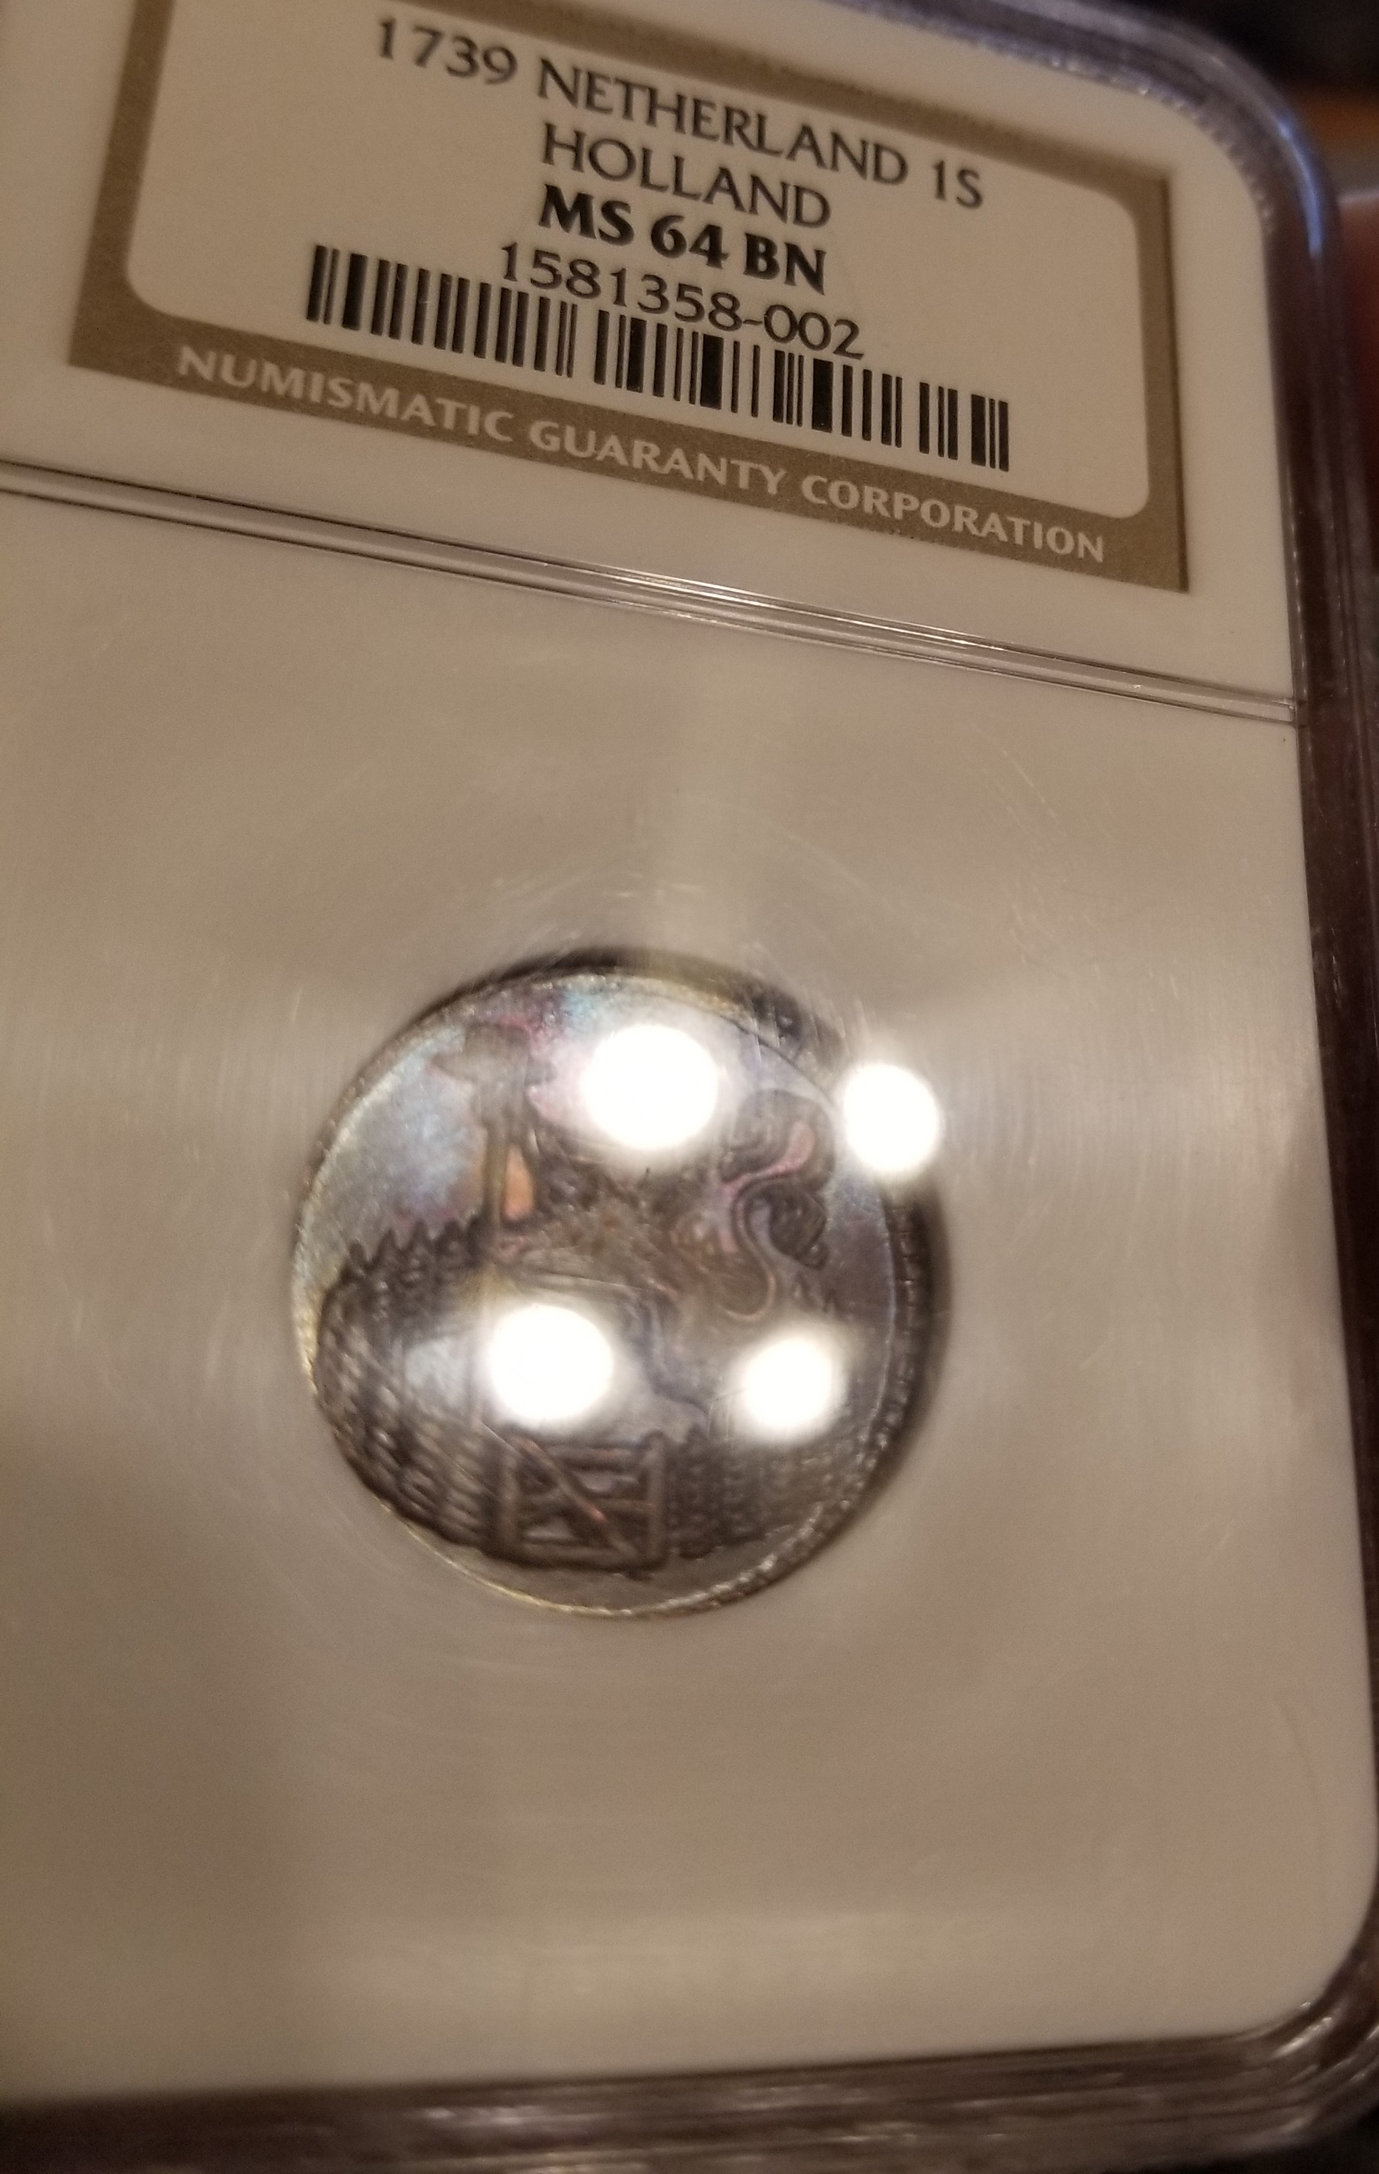 1739 NETHERLAND 1S
HOLLAND
MS 64 BN
1581358-002
NUMISMATIC GUARANTY CORPORATION